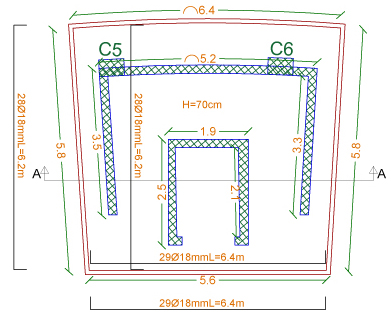 6.4
C5
C6
5.2
28Ø18mmL=6.2m
28Ø18mmL=6.2m
H=70cm
3.5
3.3
1.9
5.8
5.8
2.5
2.1
A
A
29Ø18mmL=6.4m
5.6
29Ø18mmL=6.4m